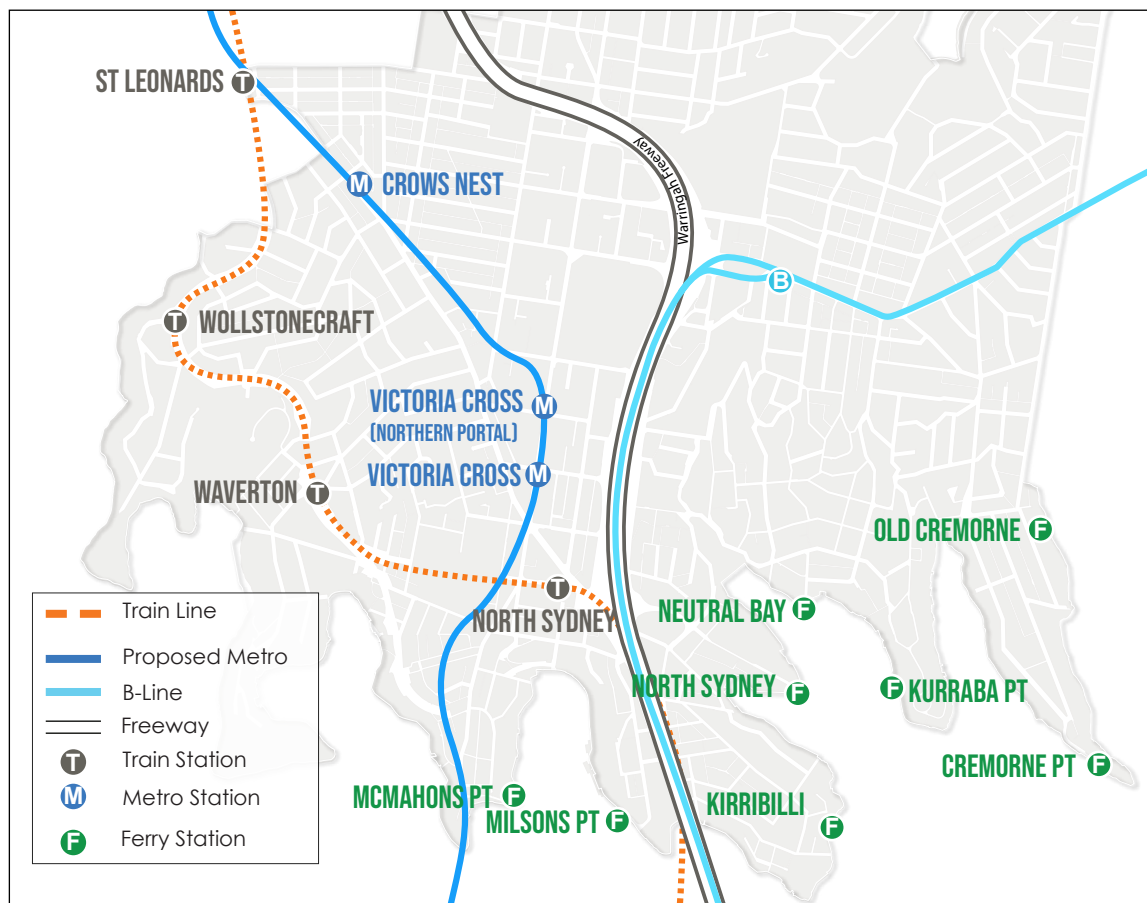 ST LEONARDS
T
M
CROWS NEST
Warringah Freeway
B
T
WOLLSTONECRAFT
VICTORIA CROSS
(NORTHERN PORTAL)
M
VICTORIA CROSS
M
WAVERTON
T
OLD CREMORNE
F
T
NORTH SYDNEY
NEUTRAL BAY
F
NORTH SYDNEY
F
F
KURRABA PT
CREMORNE PT
F
MCMAHONS PT
F
MILSONS PT
F
KIRRIBILLI
F
Train Line
Proposed Metro
B-Line
Freeway
T
Train Station
M
Metro Station
F
Ferry Station